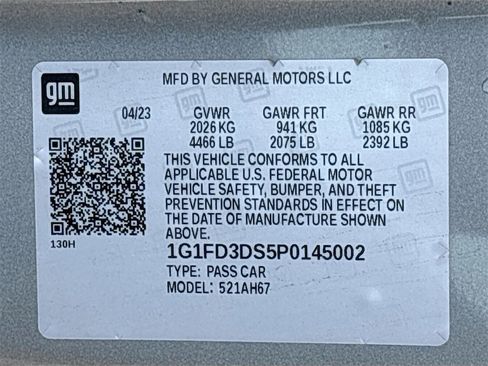 gm
MFD BY GENERAL MOTORS LLC
04/23 GVWR GAWR FRT GAWR RR
2026 KG 941 KG 1085 KG
4466 LB 2075 LB 2392 LB
THIS VEHICLE CONFORMS TO ALL
APPLICABLE U.S. FEDERAL MOTOR
VEHICLE SAFETY, BUMPER, AND THEFT
PREVENTION STANDARDS IN EFFECT ON
THE DATE OF MANUFACTURE SHOWN
ABOVE.
130H
1G1FD3DS5P0145002
TYPE: PASS CAR
MODEL: 521AH67